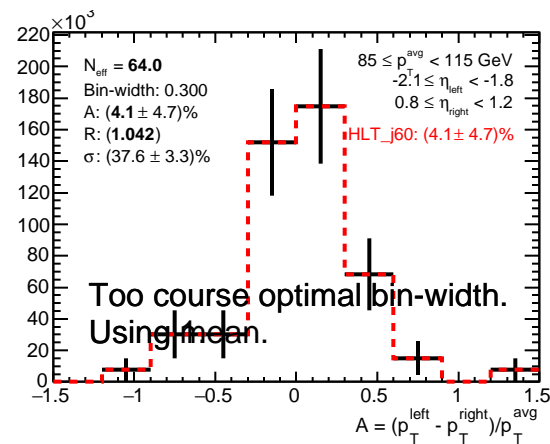 ×10³
220
200
180
160
140
120
100
80
60
40
20
0
N_eff = 64.0
Bin-width: 0.300
A: (4.1 ± 4.7)%
R: (1.042)
σ: (37.6 ± 3.3)%
85 ≤ p_T^avg < 115 GeV
-2.1 ≤ η_left < -1.8
0.8 ≤ η_right < 1.2
HLT_j60: (4.1 ± 4.7)%
Too course optimal bin-width.
Using mean.
−1.5 −1 −0.5 0 0.5 1 1.5
A = (p_T^left - p_T^right)/p_T^avg